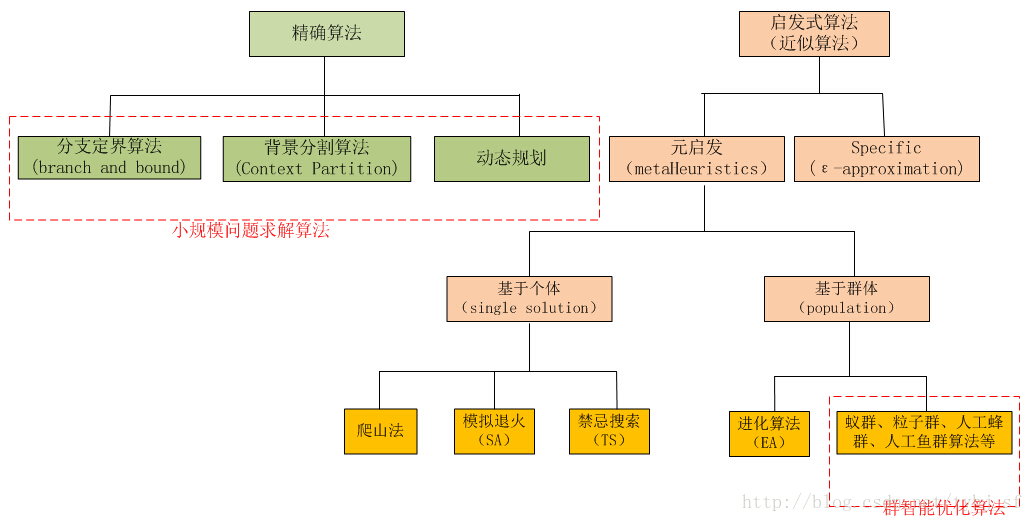 精确算法
启发式算法
（近似算法）
分支定界算法
(branch and bound)
背景分割算法
(Context Partition)
动态规划
元启发
（metaHeuristics）
Specific
(ε-approximation)
小规模问题求解算法
基于个体
（single solution）
基于群体
（population）
爬山法
模拟退火
（SA）
禁忌搜索
（TS）
进化算法
（EA）
蚁群、粒子群、人工蜂
群、人工鱼群算法等
http://blog.csdn.net/
群智能优化算法